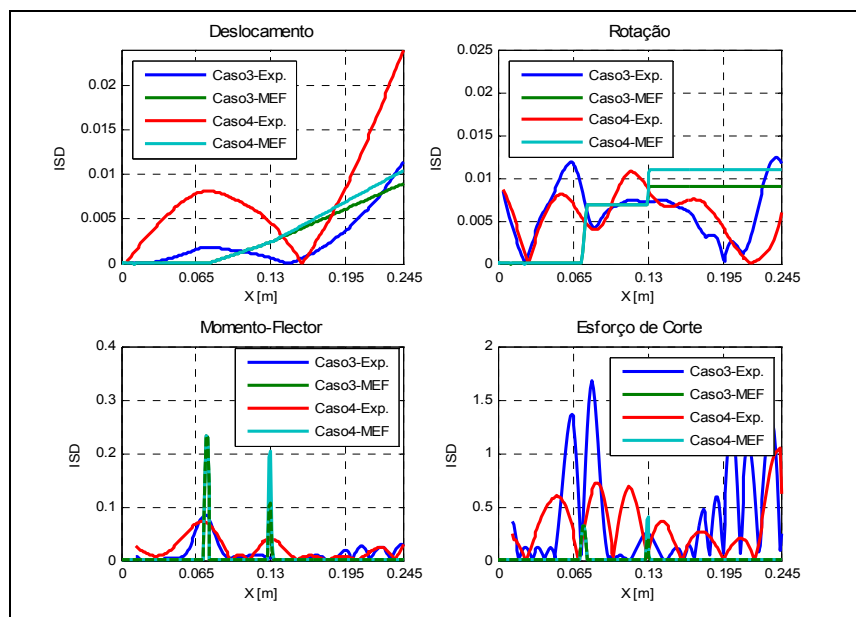 Deslocamento
0.02
0.015
0.01
0.005
0
ISD
Caso3-Exp.
Caso3-MEF
Caso4-Exp.
Caso4-MEF
0
0.065
0.13
0.195
0.245
X [m]
Rotação
0.025
0.02
0.015
0.01
0.005
0
ISD
Caso3-Exp.
Caso3-MEF
Caso4-Exp.
Caso4-MEF
0
0.065
0.13
0.195
0.245
X [m]
Momento-Flector
0.4
0.3
0.2
0.1
0
ISD
Caso3-Exp.
Caso3-MEF
Caso4-Exp.
Caso4-MEF
0
0.065
0.13
0.195
0.245
X [m]
Esforço de Corte
2
1.5
1
0.5
0
ISD
Caso3-Exp.
Caso3-MEF
Caso4-Exp.
Caso4-MEF
0
0.065
0.13
0.195
0.245
X [m]